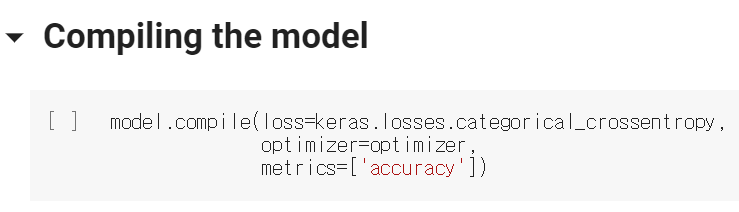 Compiling the model
[ ] model.compile(loss=keras.losses.categorical_crossentropy,
optimizer=optimizer,
metrics=['accuracy'])